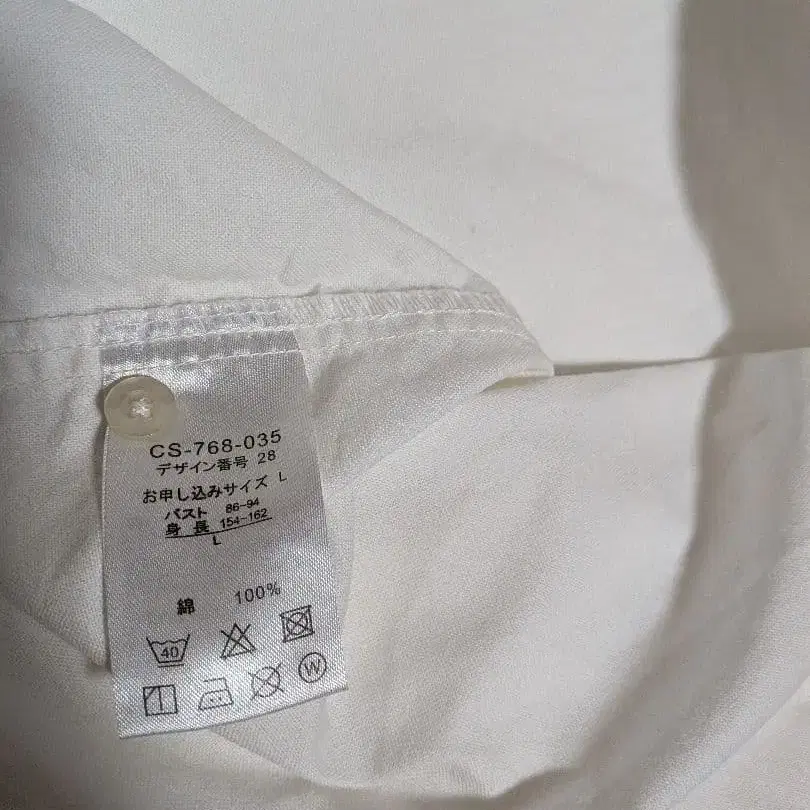 CS-768-035
デザイン番号 28
お申し込みサイズ L
バスト 86-94
身長 154-162
L
綿 100%
40
W